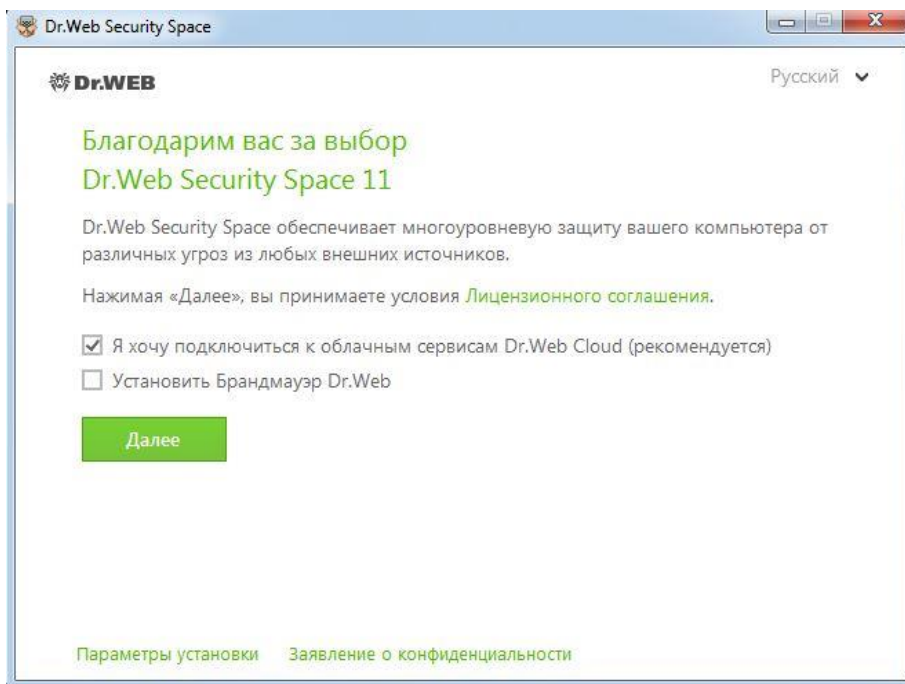 Dr.Web Security Space
Dr.WEB
Русский
Благодарим вас за выбор
Dr.Web Security Space 11
Dr.Web Security Space обеспечивает многоуровневую защиту вашего компьютера от
различных угроз из любых внешних источников.
Нажимая «Далее», вы принимаете условия Лицензионного соглашения.
Я хочу подключиться к облачным сервисам Dr.Web Cloud (рекомендуется)
Установить Брандмауэр Dr.Web
Далее
Параметры установки Заявление о конфиденциальности